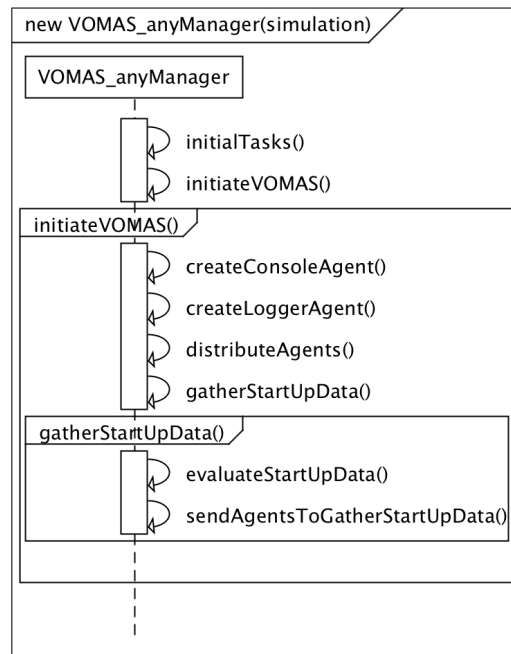 new VOMAS_anyManager(simulation)
VOMAS_anyManager
initialTasks()
initiateVOMAS()
initiateVOMAS()
createConsoleAgent()
createLoggerAgent()
distributeAgents()
gatherStartUpData()
gatherStartUpData()
evaluateStartUpData()
sendAgentsToGatherStartUpData()